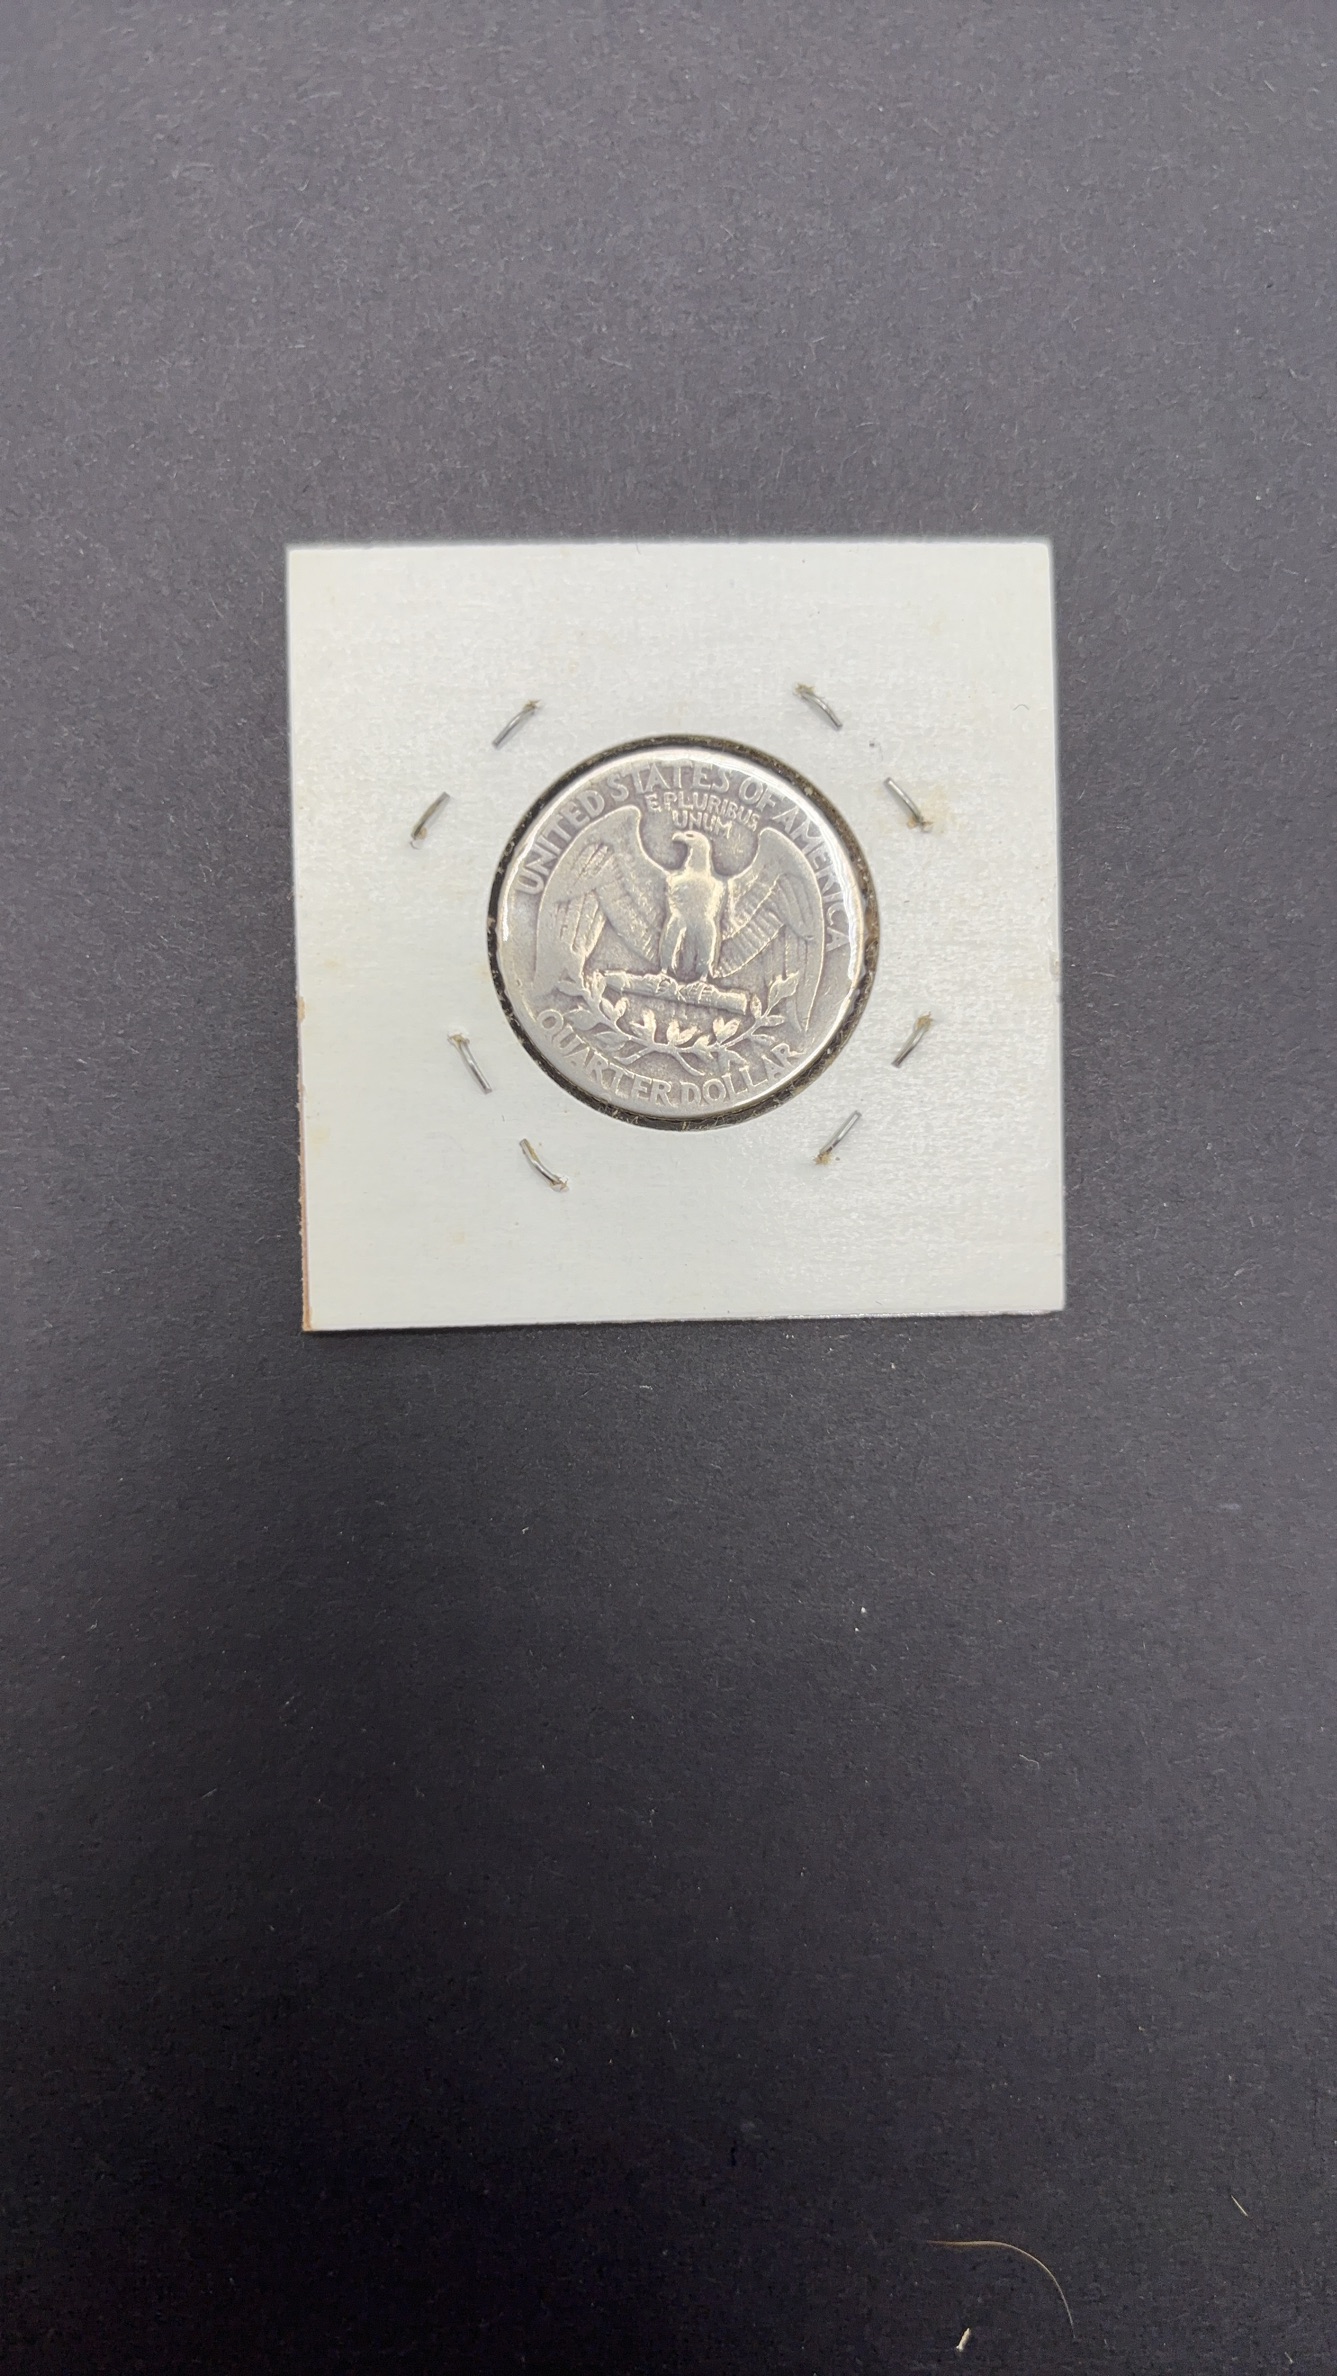 UNITED STATES OF AMERICA
E PLURIBUS
UNUM
QUARTER DOLLAR